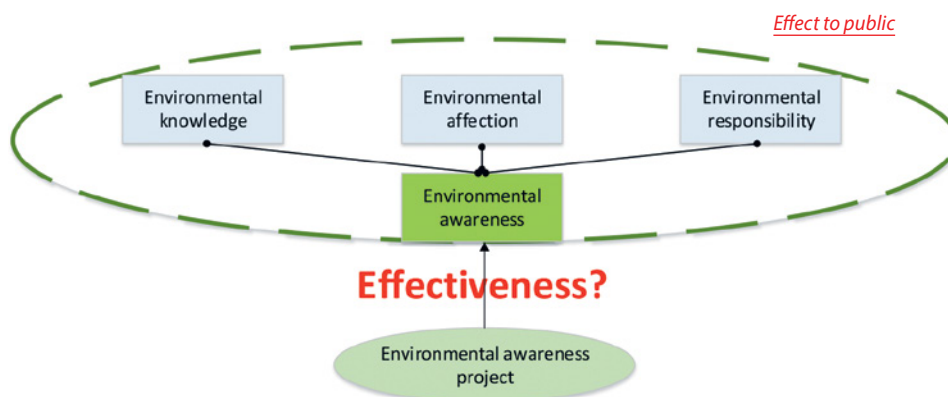 Effect to public
Environmental
knowledge
Environmental
affection
Environmental
responsibility
Environmental
awareness
Effectiveness?
Environmental awareness
project